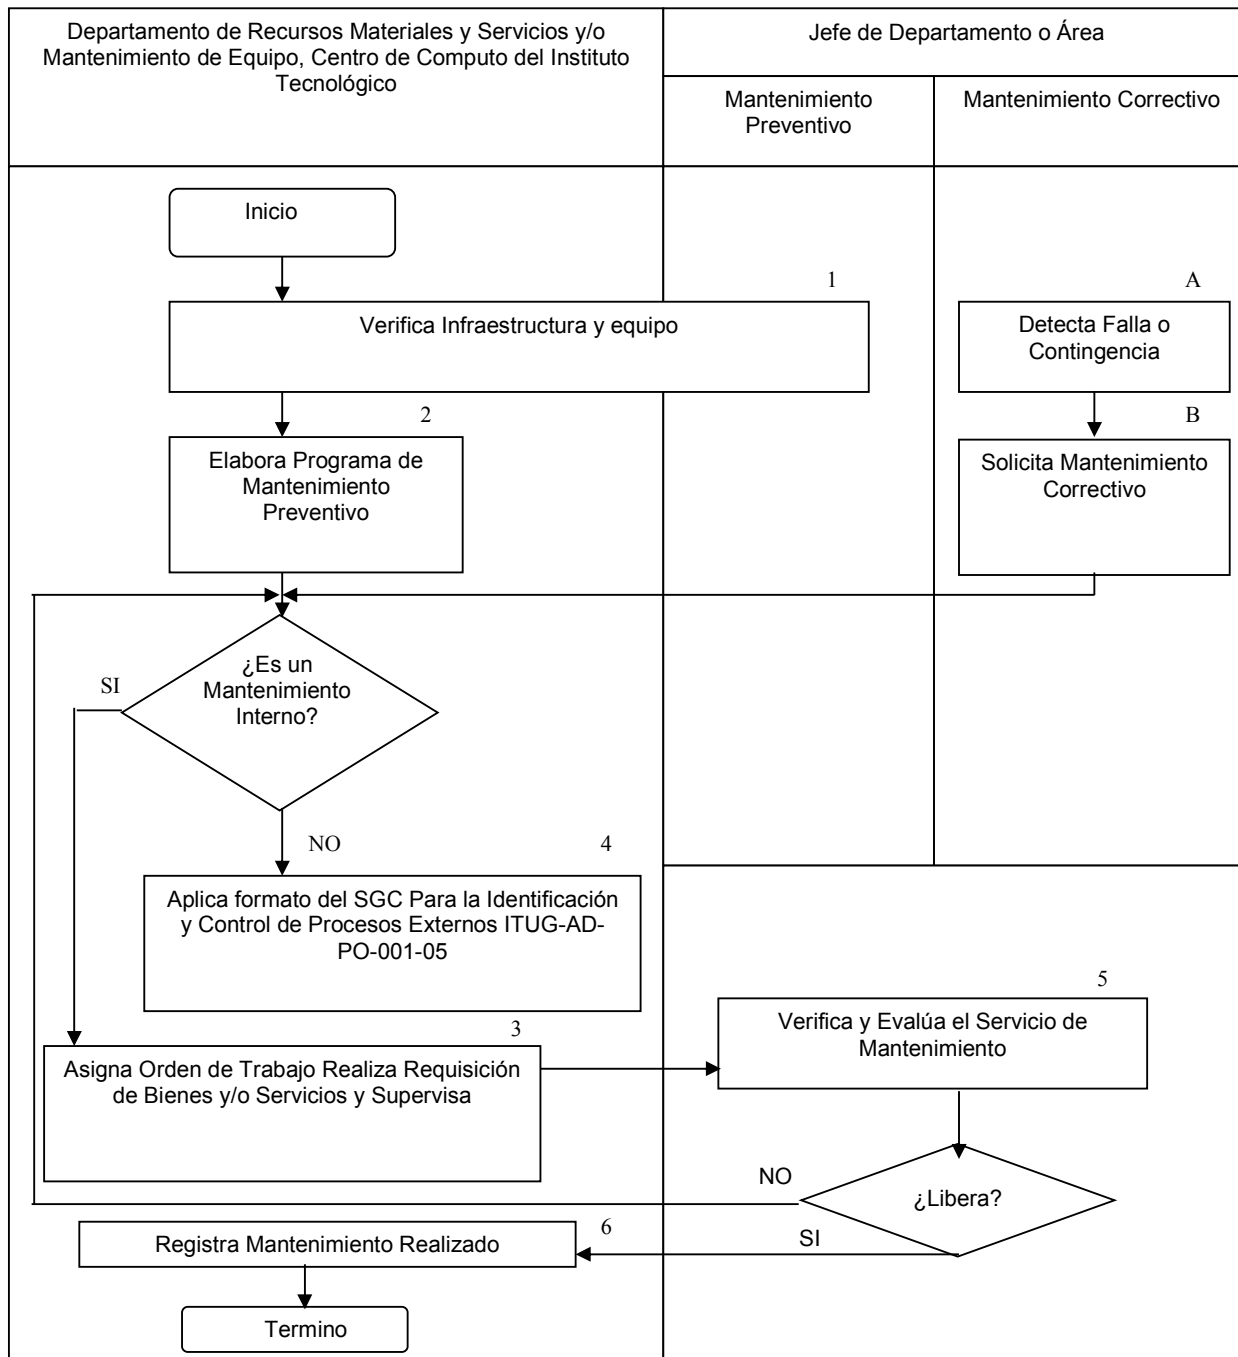 Departamento de Recursos Materiales y Servicios y/o
Mantenimiento de Equipo, Centro de Computo del Instituto
Tecnológico
Jefe de Departamento o Área
Mantenimiento
Preventivo
Mantenimiento Correctivo
Inicio
1
Verifica Infraestructura y equipo
A
Detecta Falla o
Contingencia
2
Elabora Programa de
Mantenimiento
Preventivo
B
Solicita Mantenimiento
Correctivo
¿Es un
Mantenimiento
Interno?
SI
NO
4
Aplica formato del SGC Para la Identificación
y Control de Procesos Externos ITUG-AD-
PO-001-05
3
Asigna Orden de Trabajo Realiza Requisición
de Bienes y/o Servicios y Supervisa
5
Verifica y Evalúa el Servicio de
Mantenimiento
¿Libera?
NO
SI
6
Registra Mantenimiento Realizado
Termino